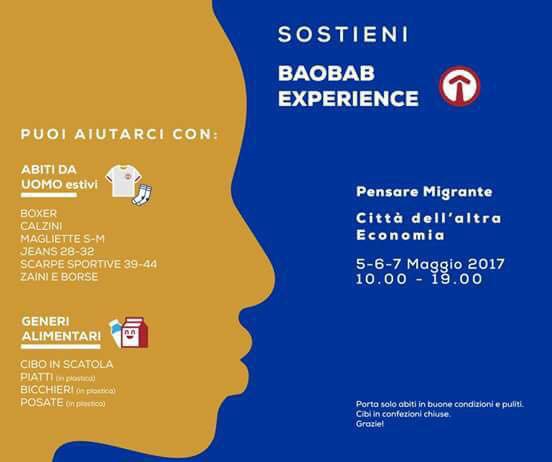 SOSTIENI
BAOBAB
EXPERIENCE
PUOI AIUTARCI CON:
ABITI DA
UOMO estivi
BOXER
CALZINI
MAGLIETTE S-M
JEANS 28-32
SCARPE SPORTIVE 39-44
ZAINI E BORSE
GENERI
ALIMENTARI
CIBO IN SCATOLA
PIATTI (in plastica)
BICCHIERI (in plastica)
POSATE (in plastica)
Pensare Migrante
Città dell'altra
Economia
5-6-7 Maggio 2017
10.00 - 19.00
Porta solo abiti in buone condizioni e puliti.
Cibi in confezioni chiuse.
Grazie!